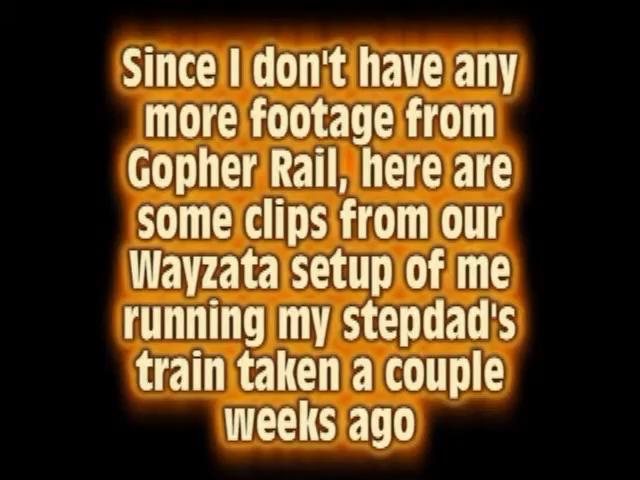 Since I don't have any
more footage from
Gopher Rail, here are
some clips from our
Wayzata setup of me
running my stepdad's
train taken a couple
weeks ago